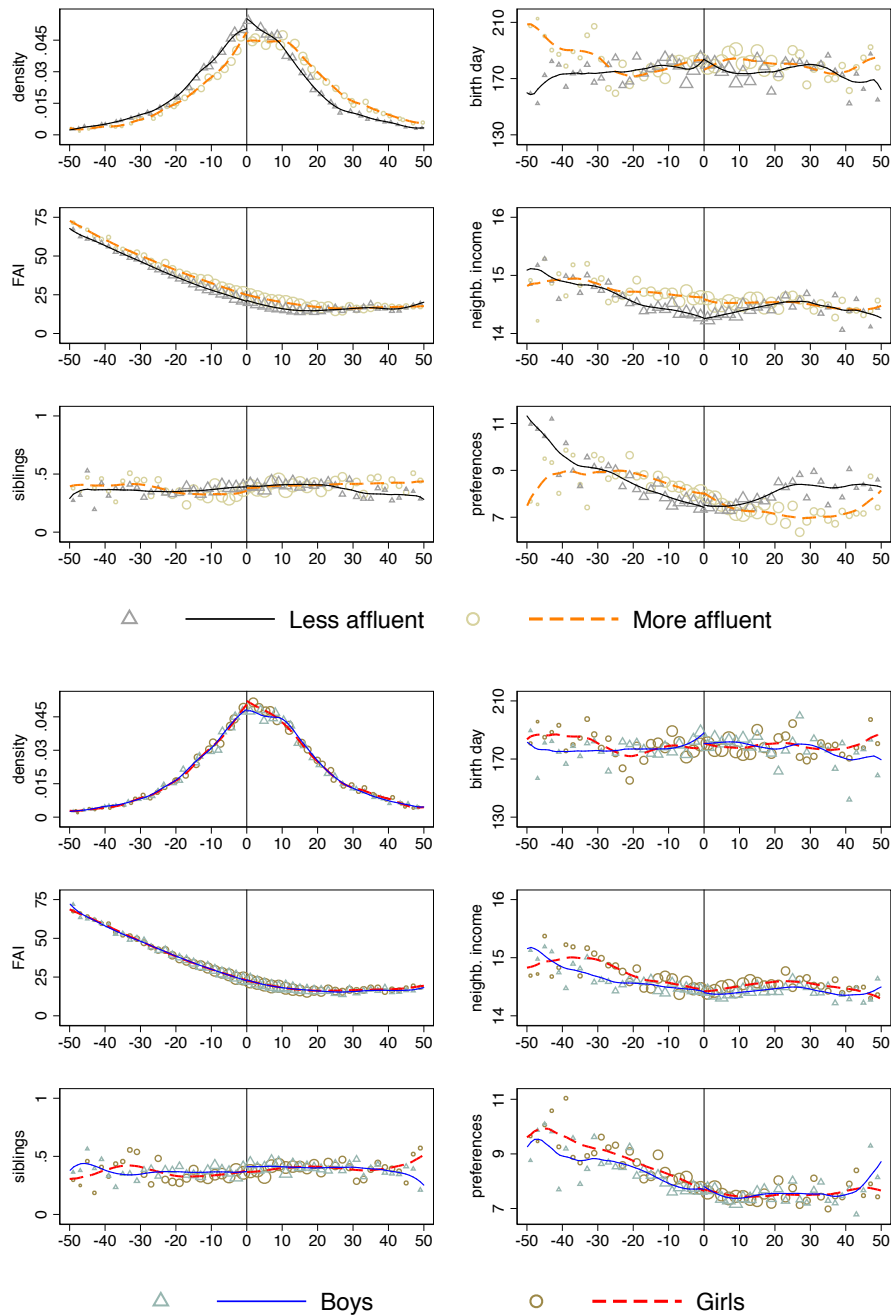 density
0 .015 .03 .045
-50 -40 -30 -20 -10 0 10 20 30 40 50
birth day
130 170 210
-50 -40 -30 -20 -10 0 10 20 30 40 50
FAI
0 25 50 75
-50 -40 -30 -20 -10 0 10 20 30 40 50
neighb. income
14 15 16
-50 -40 -30 -20 -10 0 10 20 30 40 50
siblings
0 .5 1
-50 -40 -30 -20 -10 0 10 20 30 40 50
preferences
7 9 11
-50 -40 -30 -20 -10 0 10 20 30 40 50
Less affluent More affluent
density
0 .015 .03 .045
-50 -40 -30 -20 -10 0 10 20 30 40 50
birth day
130 170 210
-50 -40 -30 -20 -10 0 10 20 30 40 50
FAI
0 25 50 75
-50 -40 -30 -20 -10 0 10 20 30 40 50
neighb. income
14 15 16
-50 -40 -30 -20 -10 0 10 20 30 40 50
siblings
0 .5 1
-50 -40 -30 -20 -10 0 10 20 30 40 50
preferences
7 9 11
-50 -40 -30 -20 -10 0 10 20 30 40 50
Boys Girls